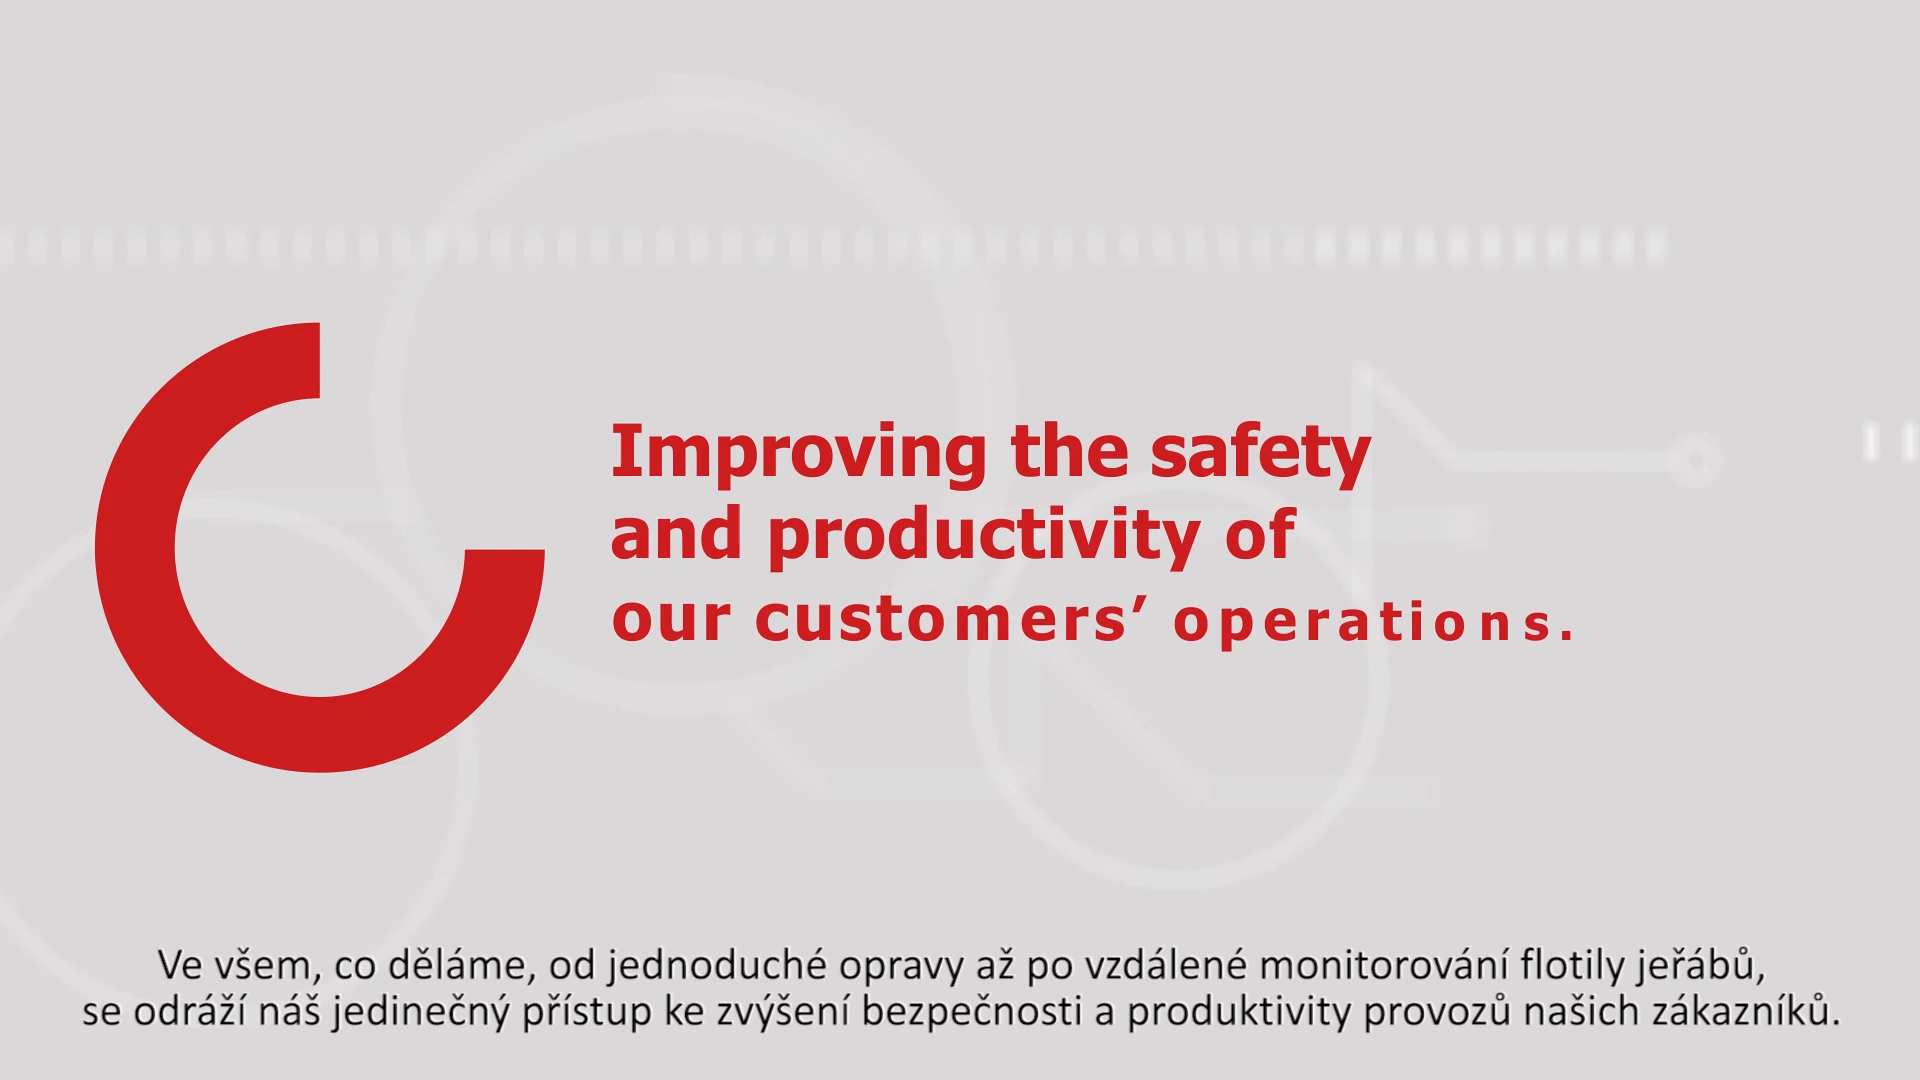 Improving the safety
and productivity of
our customers’ operations.
Ve všem, co děláme, od jednoduché opravy až po vzdálené monitorování flotily jeřábů,
se odráží náš jedinečný přístup ke zvýšení bezpečnosti a produktivity provozů našich zákazníků.